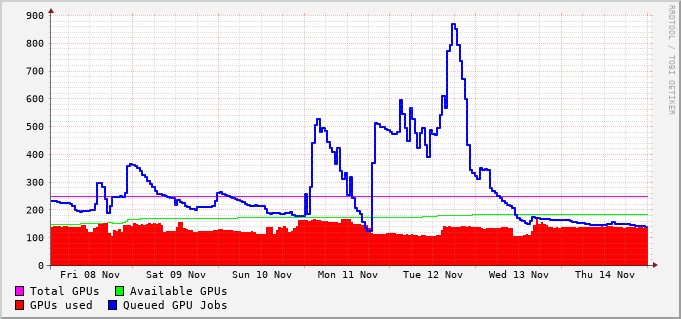 900
800
700
600
500
400
300
200
100
0
Fri 08 Nov Sat 09 Nov Sun 10 Nov Mon 11 Nov Tue 12 Nov Wed 13 Nov Thu 14 Nov
Total GPUs Available GPUs
GPUs used Queued GPU Jobs
RRDTOOL / TOBI OETIKER